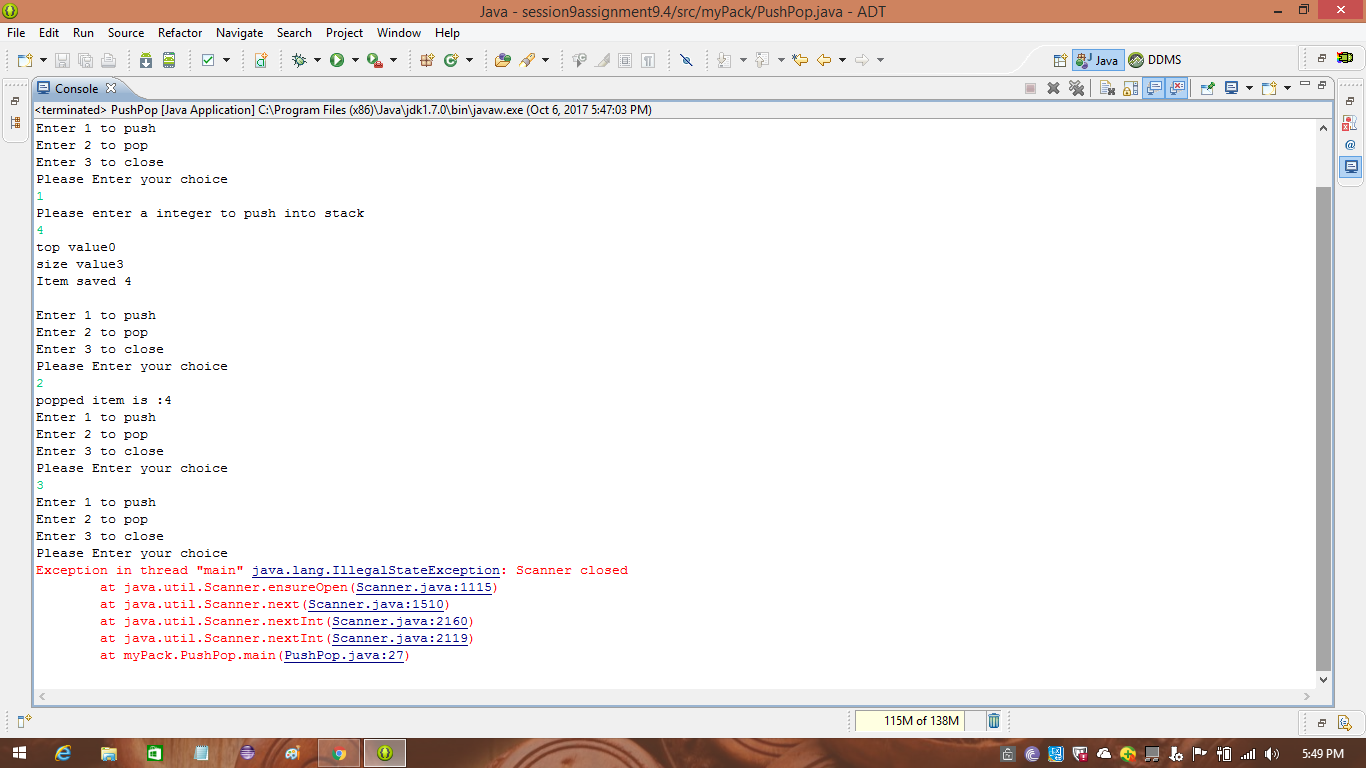 Java - session9assignment9.4/src/myPack/PushPop.java - ADT
File Edit Run Source Refactor Navigate Search Project Window Help
Java DDMS
Console
<terminated> PushPop [Java Application] C:\Program Files (x86)\Java\jdk1.7.0\bin\javaw.exe (Oct 6, 2017 5:47:03 PM)
Enter 1 to push
Enter 2 to pop
Enter 3 to close
Please Enter your choice
1
Please enter a integer to push into stack
4
top value0
size value3
Item saved 4
Enter 1 to push
Enter 2 to pop
Enter 3 to close
Please Enter your choice
2
popped item is :4
Enter 1 to push
Enter 2 to pop
Enter 3 to close
Please Enter your choice
3
Enter 1 to push
Enter 2 to pop
Enter 3 to close
Please Enter your choice
Exception in thread "main" java.lang.IllegalStateException: Scanner closed
at java.util.Scanner.ensureOpen(Scanner.java:1115)
at java.util.Scanner.next(Scanner.java:1510)
at java.util.Scanner.nextInt(Scanner.java:2160)
at java.util.Scanner.nextInt(Scanner.java:2119)
at myPack.PushPop.main(PushPop.java:27)
115M of 138M
5:49 PM